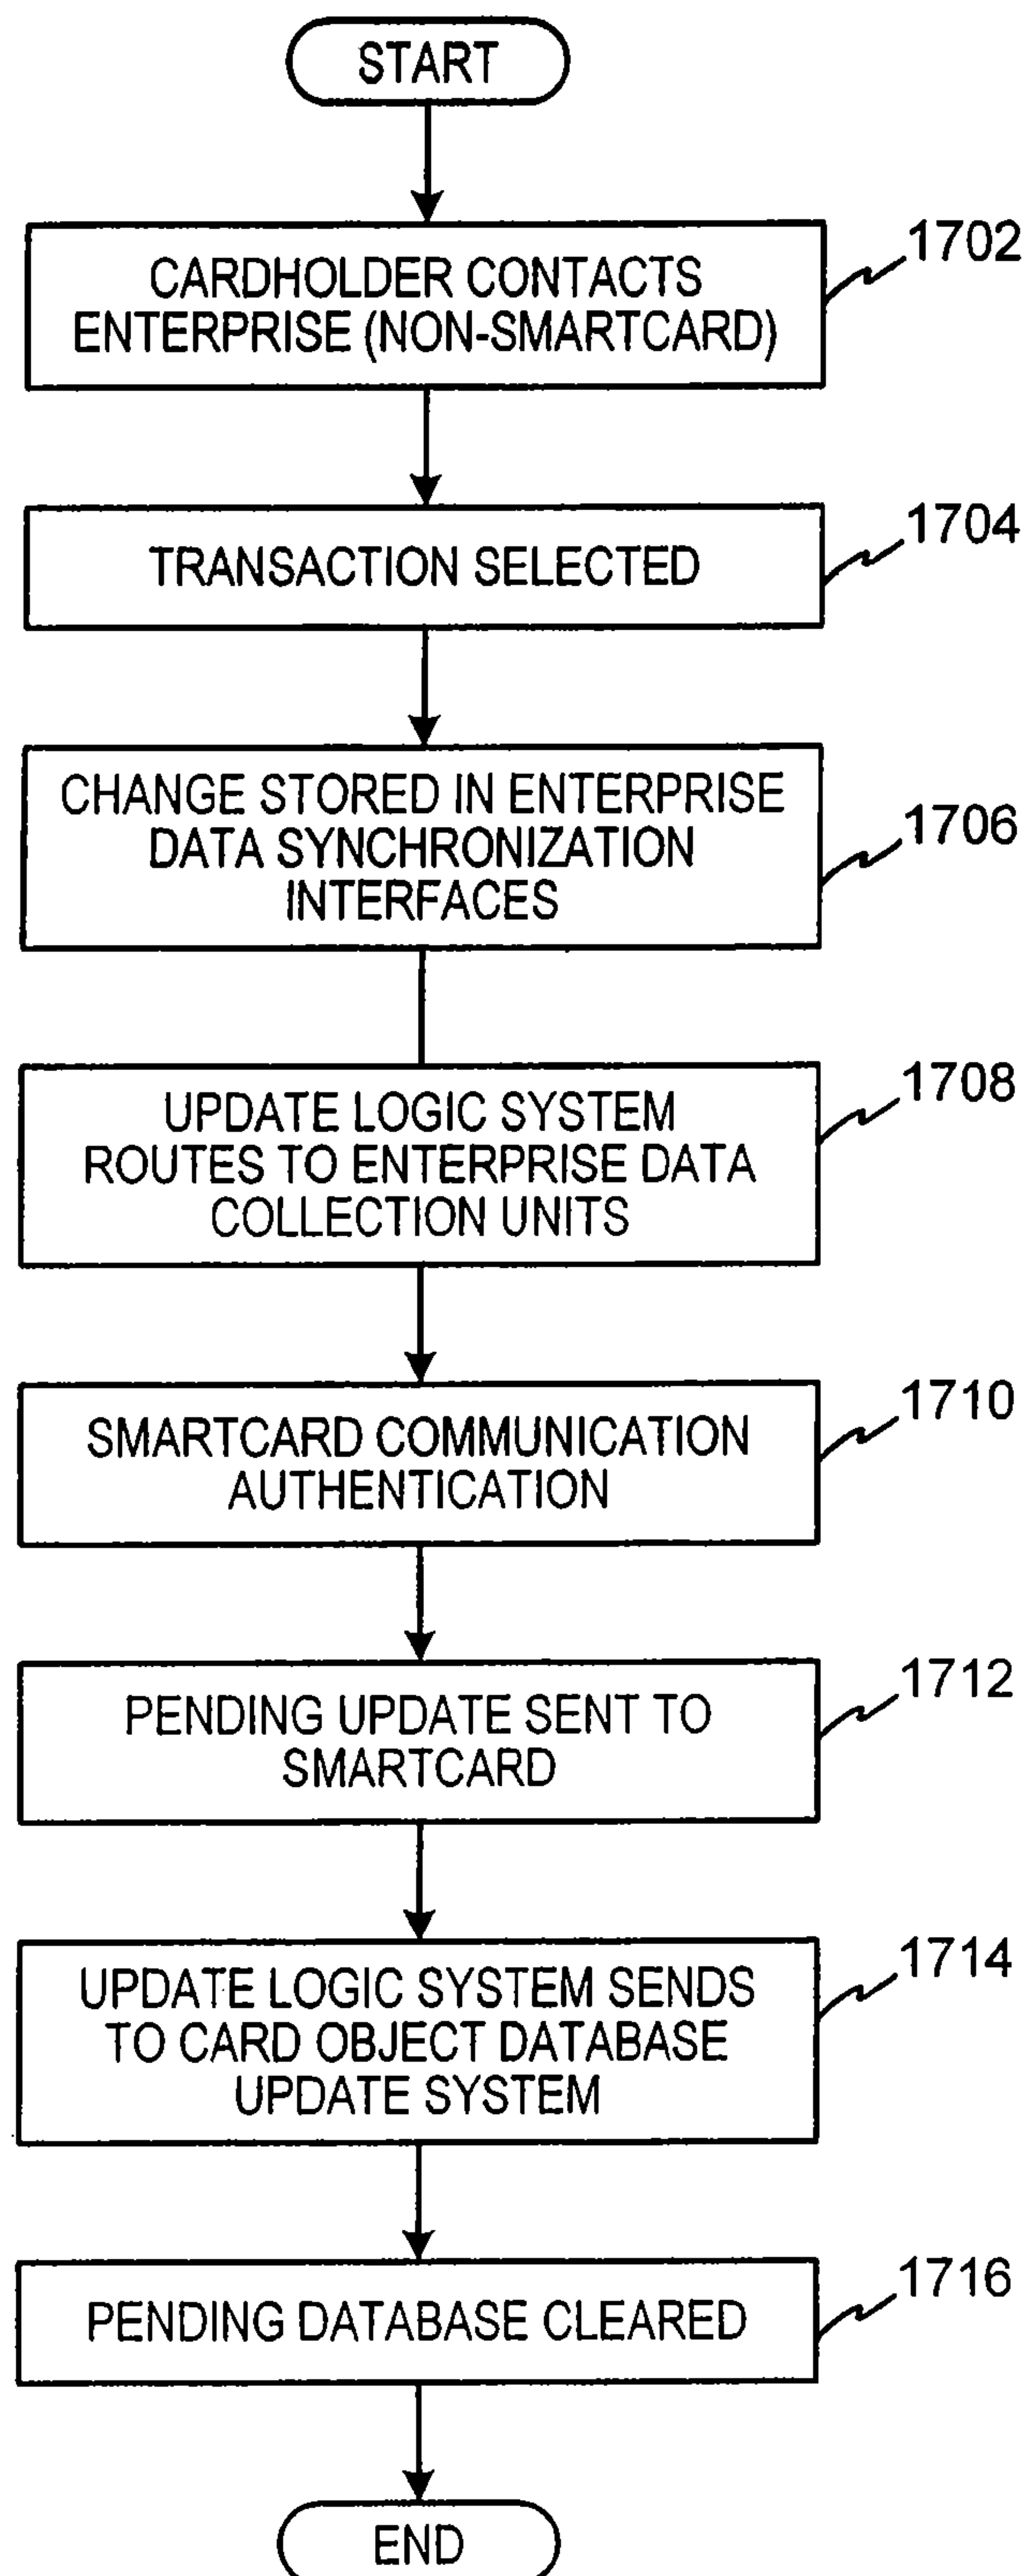 START
CARDHOLDER CONTACTS
ENTERPRISE (NON-SMARTCARD)
1702
TRANSACTION SELECTED
1704
CHANGE STORED IN ENTERPRISE
DATA SYNCHRONIZATION
INTERFACES
1706
UPDATE LOGIC SYSTEM
ROUTES TO ENTERPRISE DATA
COLLECTION UNITS
1708
SMARTCARD COMMUNICATION
AUTHENTICATION
1710
PENDING UPDATE SENT TO
SMARTCARD
1712
UPDATE LOGIC SYSTEM SENDS
TO CARD OBJECT DATABASE
UPDATE SYSTEM
1714
PENDING DATABASE CLEARED
1716
END